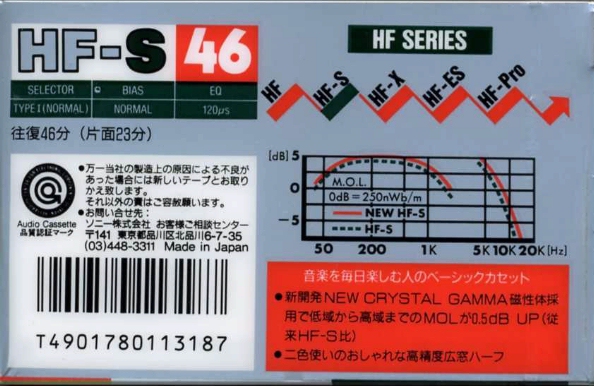 HF-S 46
SELECTOR BIAS EQ
TYPE I (NORMAL) NORMAL 120μs
往復46分（片面23分）
HF SERIES
HF HF-S HF-X HF-ES HF-Pro
[dB] 5
0
-5
M.O.L.
0dB=250nWb/m
NEW HF-S
HF-S
50 200 1K 5K 10K 20K [Hz]
Audio Cassette
品質認証マーク
●万一当社の製造上の原因による不良が
あった場合には新しいテープとお取り
かえ致します。
それ以外の責はご容赦願います。
●お問い合せ先：
ソニー株式会社 お客様ご相談センター
〒141 東京都品川区北品川6-7-35
(03)448-3311 Made in Japan
T4901780113187
音楽を毎日楽しむ人のベーシックカセット
●新開発NEW CRYSTAL GAMMA磁性体採
用で低域から高域までのMOLが0.5dB UP(従
来HF-S比)
●二色使いのおしゃれな高精度広窓ハーフ